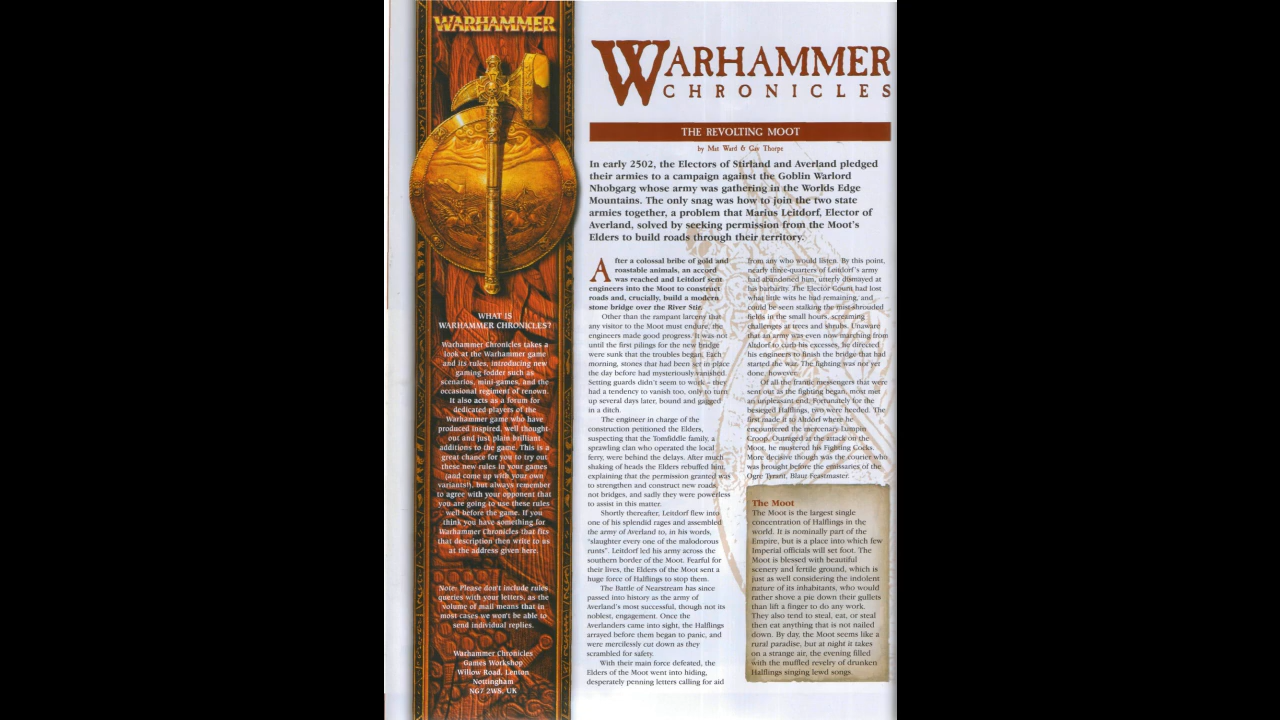 WARHAMMER
WHAT IS
WARHAMMER CHRONICLES?
Warhammer Chronicles takes a
look at the Warhammer game
and its rules, introducing new
gaming fodder such as
scenarios, mini-games, and the
occasional regiment of renown.
It also acts as a forum for
dedicated players of the
Warhammer game who have
produced inspired, well thought-
out and just plain brilliant
additions to the game. This is a
great chance for you to try out
these new rules in your games
(and come up with your own
variants!), but always remember
to agree with your opponent that
you are going to use these rules
well before the game. If you
think you have something for
Warhammer Chronicles that fits
that description then write to us
at the address given here.
Note: Please don't include rules
queries with your letters, as the
volume of mail means that in
most cases we won't be able to
send individual replies.
Warhammer Chronicles
Games Workshop
Willow Road, Lenton
Nottingham
NG7 2WS, UK
WARHAMMER
CHRONICLES
THE REVOLTING MOOT
by Mat Ward & Gav Thorpe
In early 2502, the Electors of Stirland and Averland pledged
their armies to a campaign against the Goblin Warlord
Nhobgarg whose army was gathering in the Worlds Edge
Mountains. The only snag was how to join the two state
armies together, a problem that Marius Leitdorf, Elector of
Averland, solved by seeking permission from the Moot's
Elders to build roads through their territory.
After a colossal bribe of gold and
roastable animals, an accord
was reached and Leitdorf sent
engineers into the Moot to construct
roads and, crucially, build a modern
stone bridge over the River Stir.
Other than the rampant larceny that
any visitor to the Moot must endure, the
engineers made good progress. It was not
until the first pilings for the new bridge
were sunk that the troubles began. Each
morning, stones that had been set in place
the day before had mysteriously vanished.
Setting guards didn't seem to work – they
had a tendency to vanish too, only to turn
up several days later, bound and gagged
in a ditch.
The engineer in charge of the
construction petitioned the Elders,
suspecting that the Tomfiddle family, a
sprawling clan who operated the local
ferry, were behind the delays. After much
shaking of heads the Elders rebuffed him,
explaining that the permission granted was
to strengthen and construct new roads,
not bridges, and sadly they were powerless
to assist in this matter.
Shortly thereafter, Leitdorf flew into
one of his splendid rages and assembled
the army of Averland to, in his words,
"slaughter every one of the malodorous
runts". Leitdorf led his army across the
southern border of the Moot. Fearful for
their lives, the Elders of the Moot sent a
huge force of Halflings to stop them.
The Battle of Nearstream has since
passed into history as the army of
Averland's most successful, though not its
noblest, engagement. Once the
Averlanders came into sight, the Halflings
arrayed before them began to panic, and
were mercilessly cut down as they
scrambled for safety.
With their main force defeated, the
Elders of the Moot went into hiding,
desperately penning letters calling for aid
from any who would listen. By this point,
nearly three-quarters of Leitdorf's army
had abandoned him, utterly dismayed at
his barbarity. The Elector Count had lost
what little wits he had remaining, and
could be seen stalking the mist-shrouded
fields in the small hours, screaming
challenges at trees and shrubs. Unaware
that an army was even now marching from
Altdorf to curb his excesses, he directed
his engineers to finish the bridge that had
started the war. The fighting was not yet
done, however.
Of all the frantic messengers that were
sent out as the fighting began, most met
an unpleasant end. Fortunately for the
besieged Halflings, two were heeded. The
first made it to Altdorf where he
encountered the mercenary Lumpin
Croop. Outraged at the attack on the
Moot, he mustered his Fighting Cocks.
More decisive though was the courier who
was brought before the emissaries of the
Ogre Tyrant, Blaut Feastmaster.
The Moot
The Moot is the largest single
concentration of Halflings in the
world. It is nominally part of the
Empire, but is a place into which few
Imperial officials will set foot. The
Moot is blessed with beautiful
scenery and fertile ground, which is
just as well considering the indolent
nature of its inhabitants, who would
rather shove a pie down their gullets
than lift a finger to do any work.
They also tend to steal, eat, or steal
then eat anything that is not nailed
down. By day, the Moot seems like a
rural paradise, but at night it takes
on a strange air, the evening filled
with the muffled revelry of drunken
Halflings singing lewd songs.